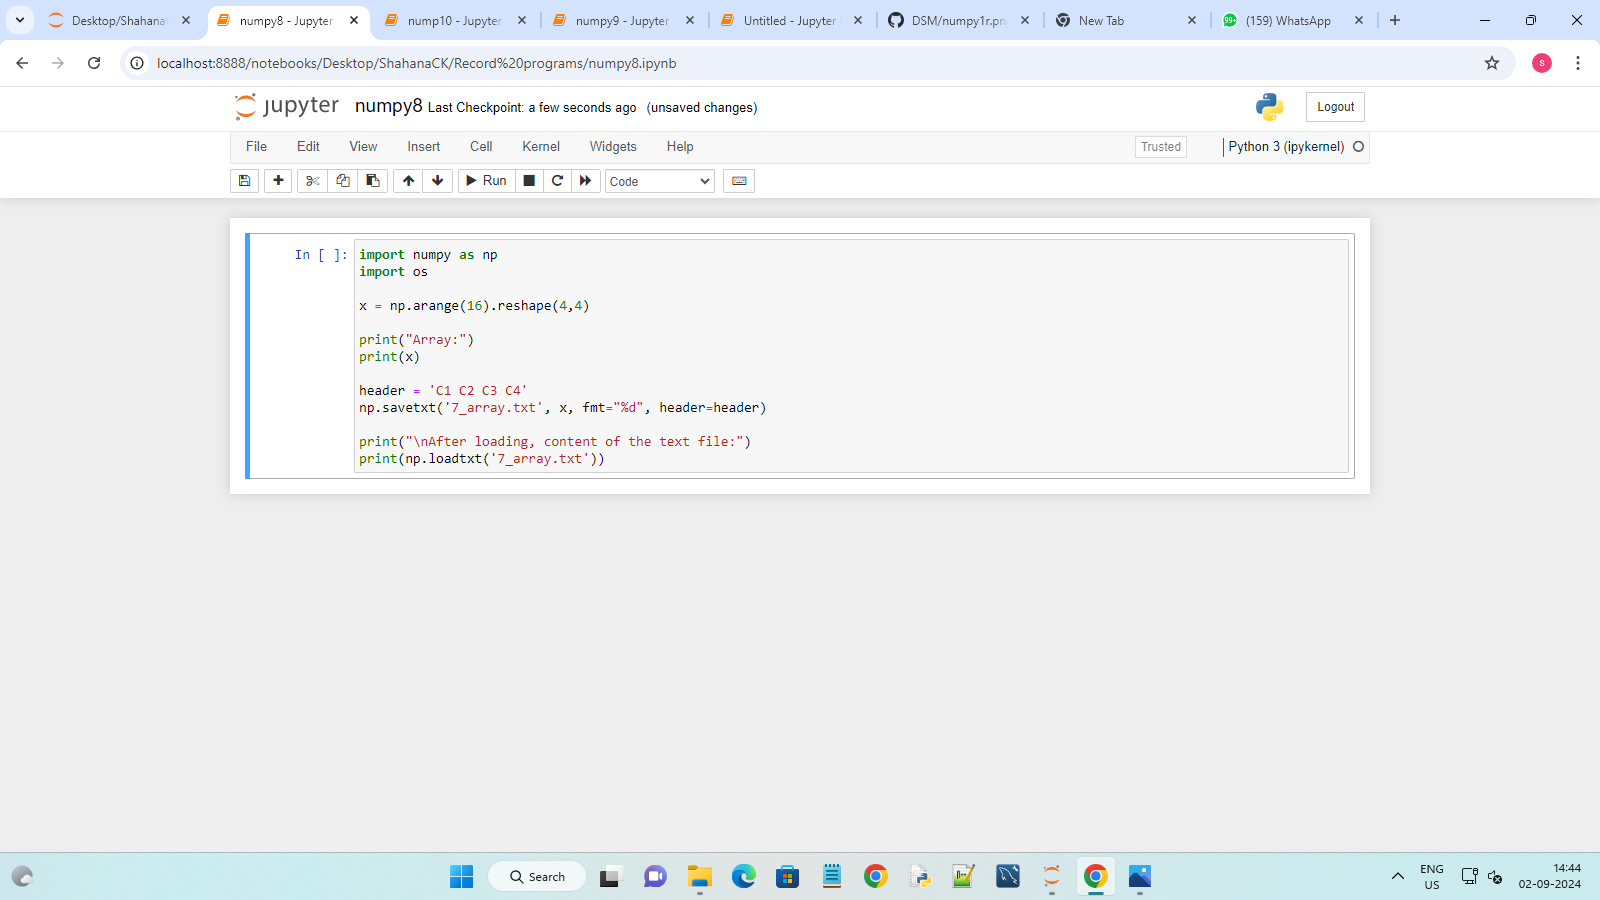 Desktop/ShahanaC
numpy8 - Jupyter
nump10 - Jupyter
numpy9 - Jupyter
Untitled - Jupyter
DSM/numpy1r.pn
New Tab
99+ (159) WhatsApp
localhost:8888/notebooks/Desktop/ShahanaCK/Record%20programs/numpy8.ipynb
S
jupyter numpy8 Last Checkpoint: a few seconds ago (unsaved changes)
Logout
File Edit View Insert Cell Kernel Widgets Help
Trusted
Python 3 (ipykernel)
Run
Code
In [ ]: import numpy as np
import os
x = np.arange(16).reshape(4,4)
print("Array:")
print(x)
header = 'C1 C2 C3 C4'
np.savetxt('7_array.txt', x, fmt="%d", header=header)
print("\nAfter loading, content of the text file:")
print(np.loadtxt('7_array.txt'))
Search
ENG
US
14:44
02-09-2024